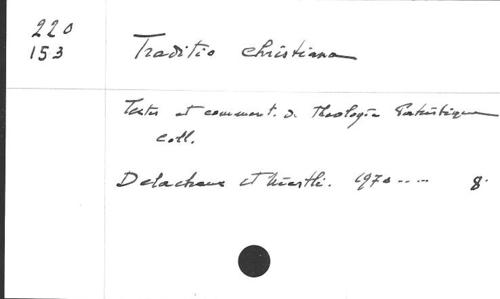 220
153
Traditio christiana
Textes et comment. d. Theologie Patristique
coll.
Delachaux et Niestlé. 1970..... 8°